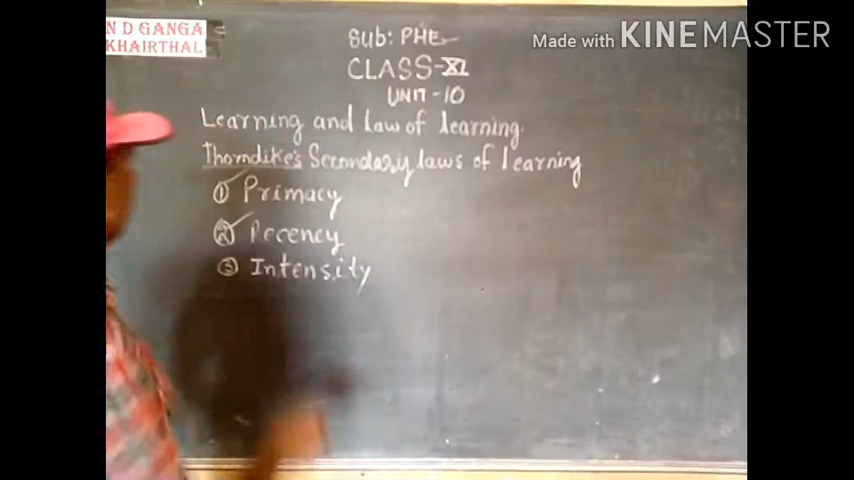 N D GANGA
KHAIRTHAL
Made with KINEMASTER
Sub: PHE
CLASS-XI
UNIT-10
Learning and Law of learning.
Thorndike's Secondary laws of learning
① Primacy
② Recency
③ Intensity